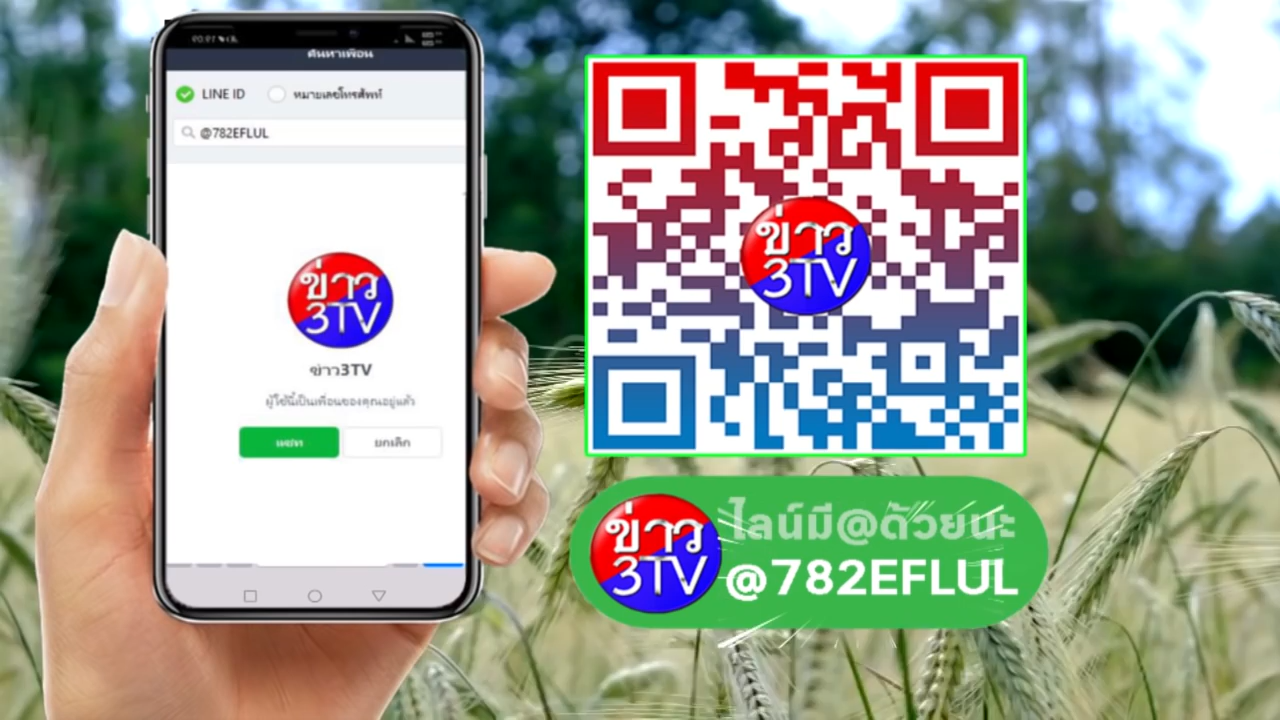 ค้นหาเพื่อน
LINE ID
หมายเลขโทรศัพท์
@782EFLUL
ข่าว
3TV
ข่าว3TV
ผู้ใช้นี้เป็นเพื่อนของคุณอยู่แล้ว
แชท
ยกเลิก
ข่าว
3TV
ข่าว
3TV
ไลน์มี@ด้วยนะ
@782EFLUL